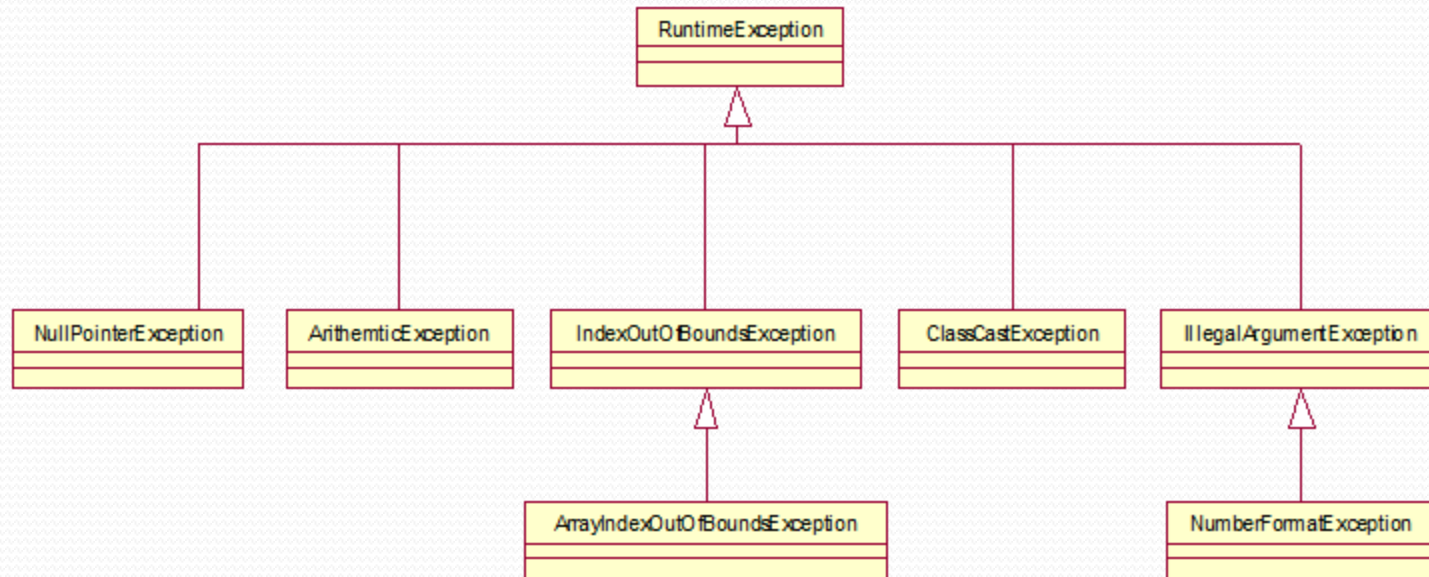 RuntimeException
NullPointerException
ArithemticException
IndexOutOfBoundsException
ClassCastException
IllegalArgumentException
ArrayIndexOutOfBoundsException
NumberFormatException